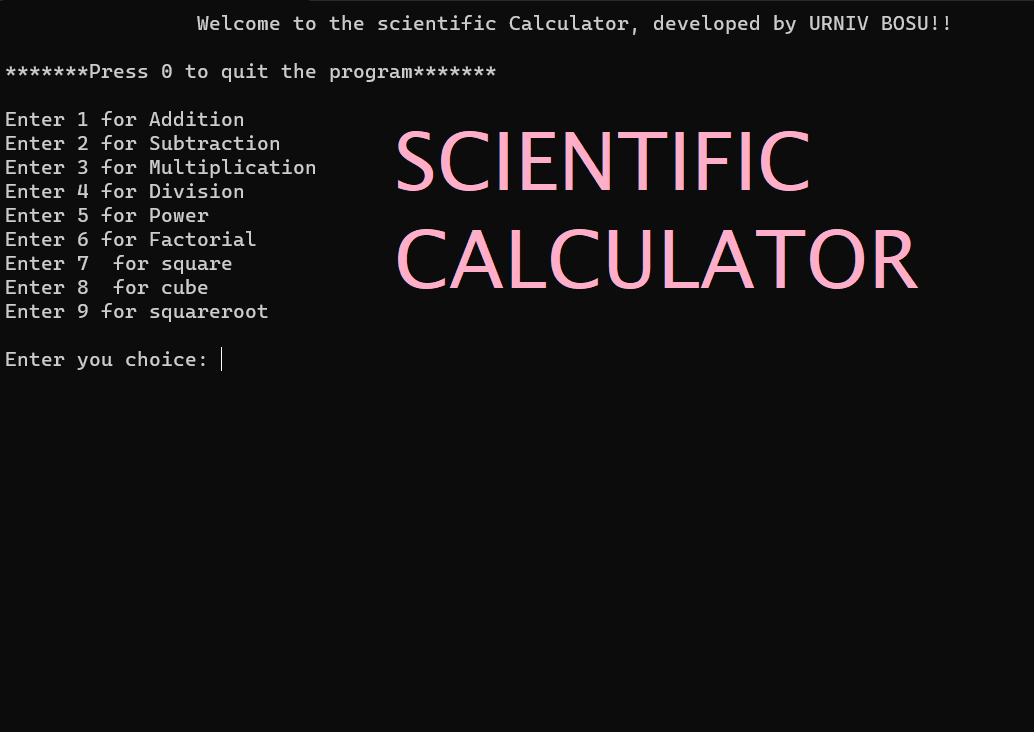 Welcome to the scientific Calculator, developed by URNIV BOSU!!
*******Press 0 to quit the program*******
Enter 1 for Addition
Enter 2 for Subtraction
Enter 3 for Multiplication
Enter 4 for Division
Enter 5 for Power
Enter 6 for Factorial
Enter 7  for square
Enter 8  for cube
Enter 9 for squareroot
Enter you choice:
SCIENTIFIC
CALCULATOR